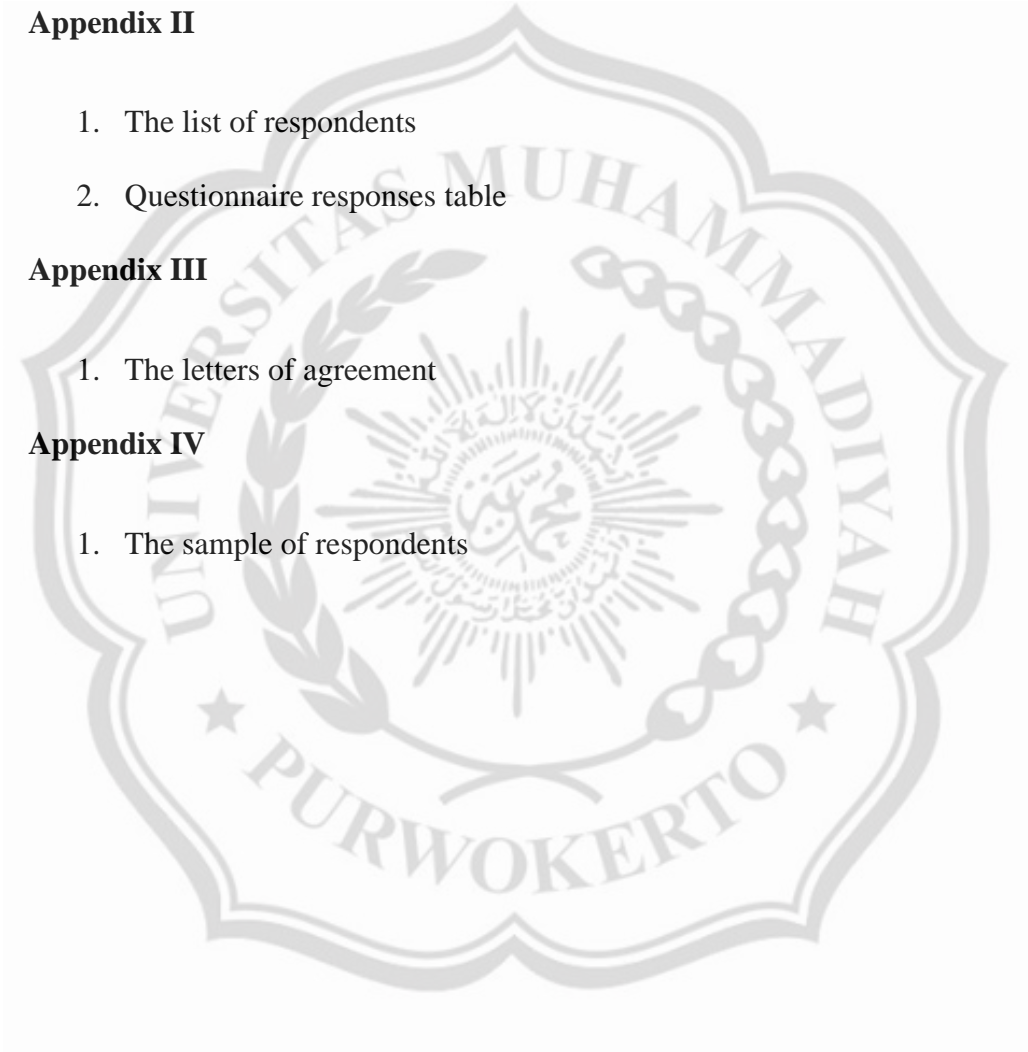 Appendix II
1. The list of respondents
2. Questionnaire responses table
Appendix III
1. The letters of agreement
Appendix IV
1. The sample of respondents
UNIVERSITAS MUHAMMADIYAH
PURWOKERTO